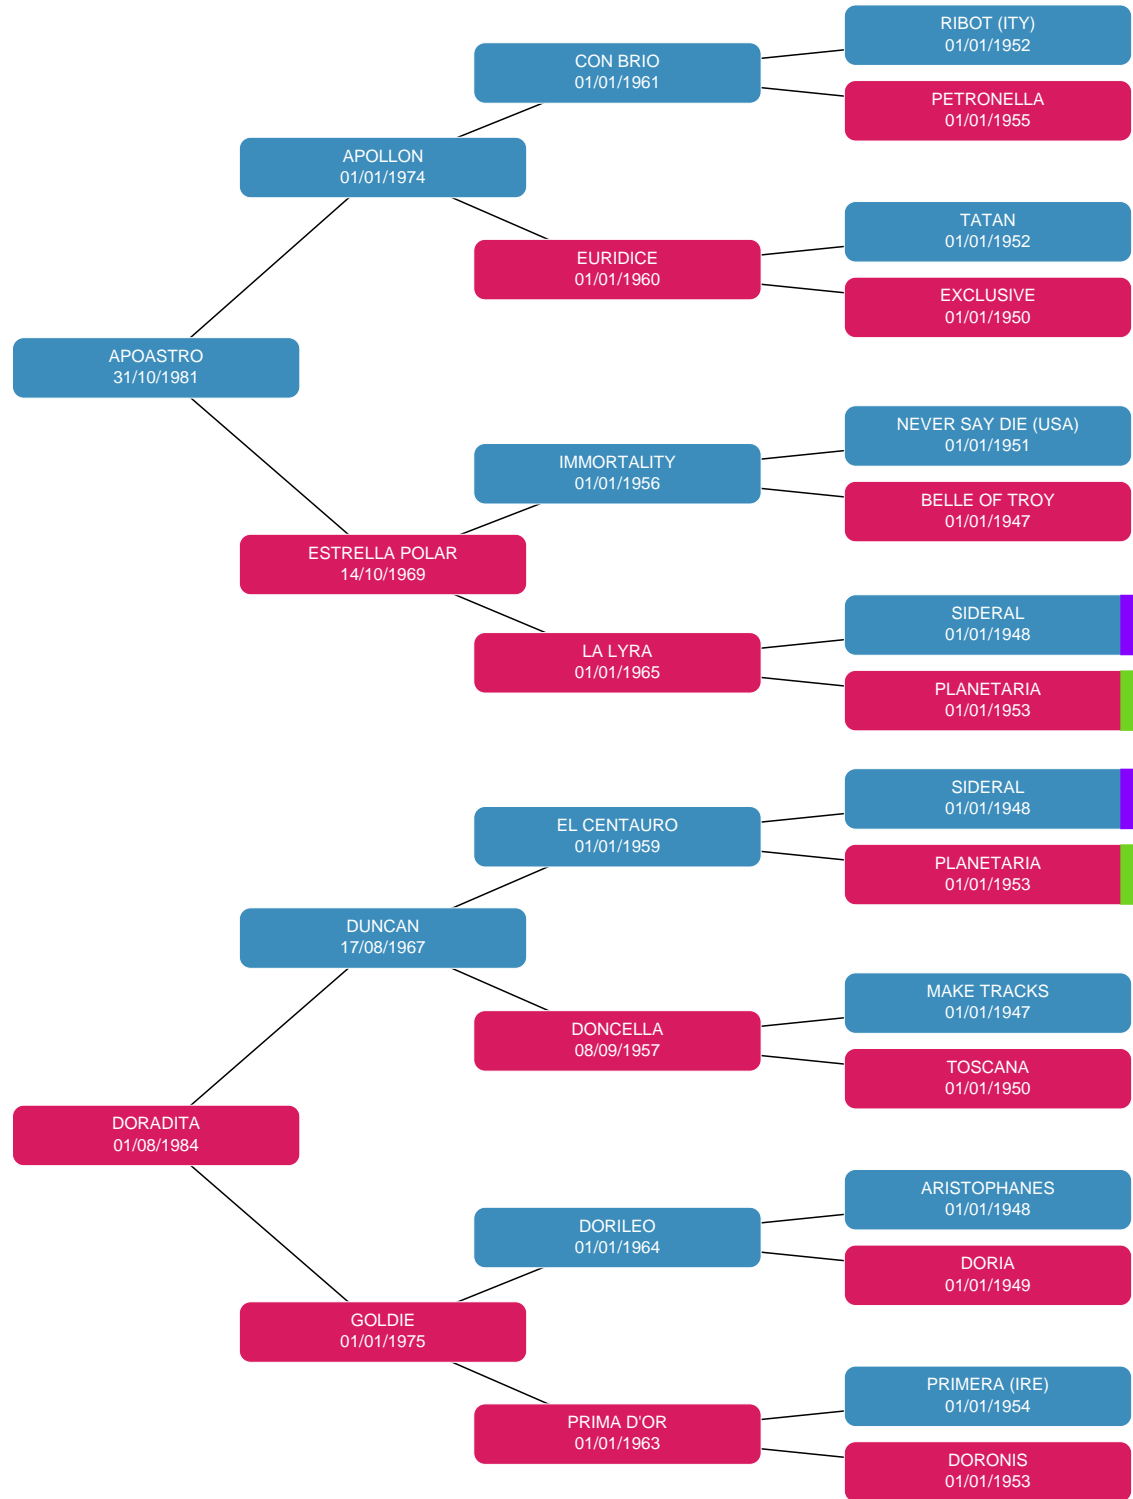 RIBOT (ITY)
01/01/1952
CON BRIO
01/01/1961
PETRONELLA
01/01/1955
APOLLON
01/01/1974
TATAN
01/01/1952
EURIDICE
01/01/1960
EXCLUSIVE
01/01/1950
APOASTRO
31/10/1981
NEVER SAY DIE (USA)
01/01/1951
IMMORTALITY
01/01/1956
BELLE OF TROY
01/01/1947
ESTRELLA POLAR
14/10/1969
SIDERAL
01/01/1948
LA LYRA
01/01/1965
PLANETARIA
01/01/1953
SIDERAL
01/01/1948
EL CENTAURO
01/01/1959
PLANETARIA
01/01/1953
DUNCAN
17/08/1967
MAKE TRACKS
01/01/1947
DONCELLA
08/09/1957
TOSCANA
01/01/1950
DORADITA
01/08/1984
ARISTOPHANES
01/01/1948
DORILEO
01/01/1964
DORIA
01/01/1949
GOLDIE
01/01/1975
PRIMERA (IRE)
01/01/1954
PRIMA D'OR
01/01/1963
DORONIS
01/01/1953